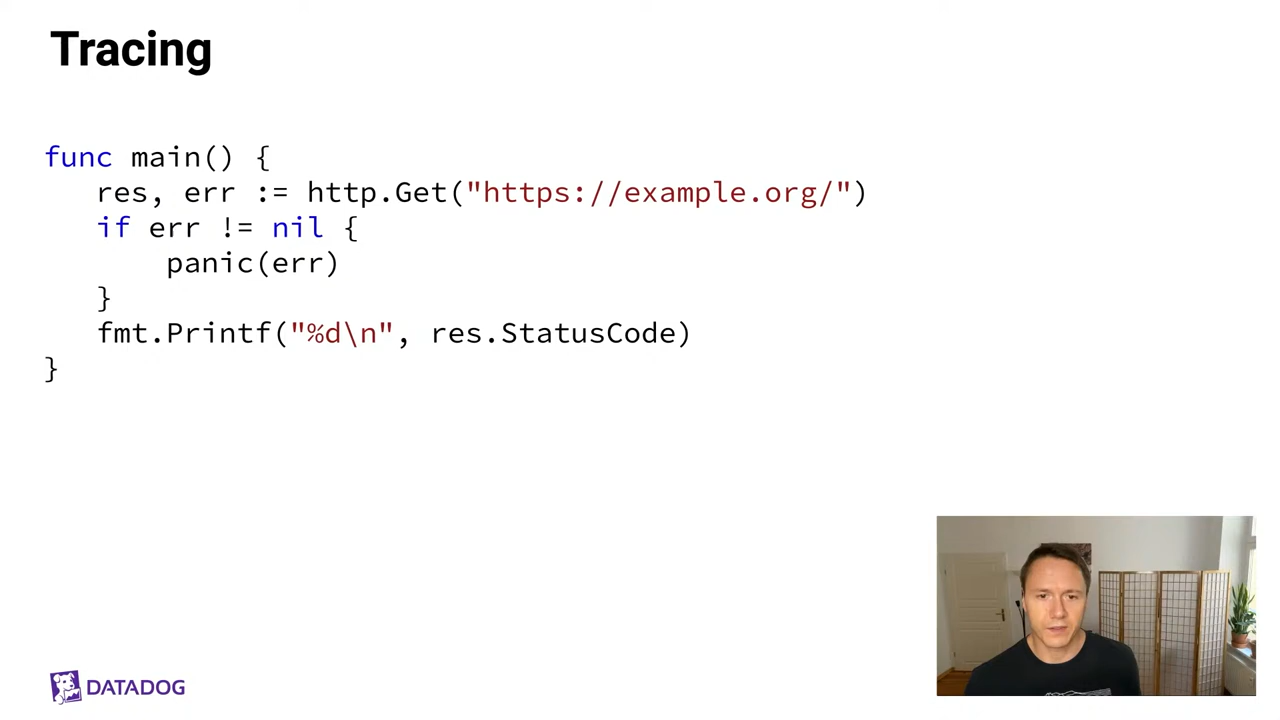 Tracing
func main() {
   res, err := http.Get("https://example.org/")
   if err != nil {
       panic(err)
   }
   fmt.Printf("%d\n", res.StatusCode)
}
DATADOG